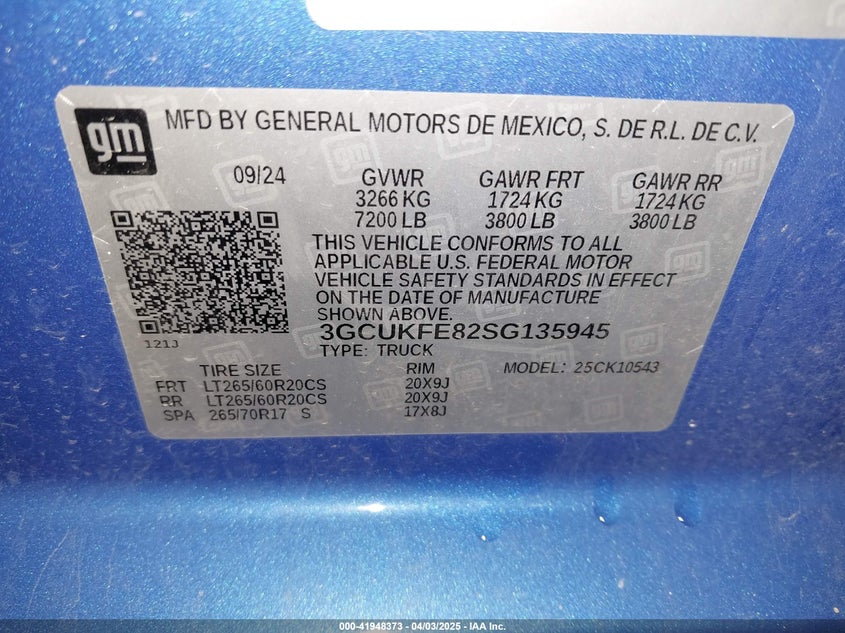 gm
MFD BY GENERAL MOTORS DE MEXICO, S. DE R.L. DE C.V.
09/24 GVWR GAWR FRT GAWR RR
3266 KG 1724 KG 1724 KG
7200 LB 3800 LB 3800 LB
THIS VEHICLE CONFORMS TO ALL
APPLICABLE U.S. FEDERAL MOTOR
VEHICLE SAFETY STANDARDS IN EFFECT
ON THE DATE OF MANUFACTURE
SHOWN ABOVE.
121J
3GCUKFE82SG135945
TYPE: TRUCK
TIRE SIZE RIM MODEL: 25CK10543
FRT LT265/60R20CS 20X9J
RR LT265/60R20CS 20X9J
SPA 265/70R17 S 17X8J
000-41948373 - 04/03/2025 - IAA Inc.